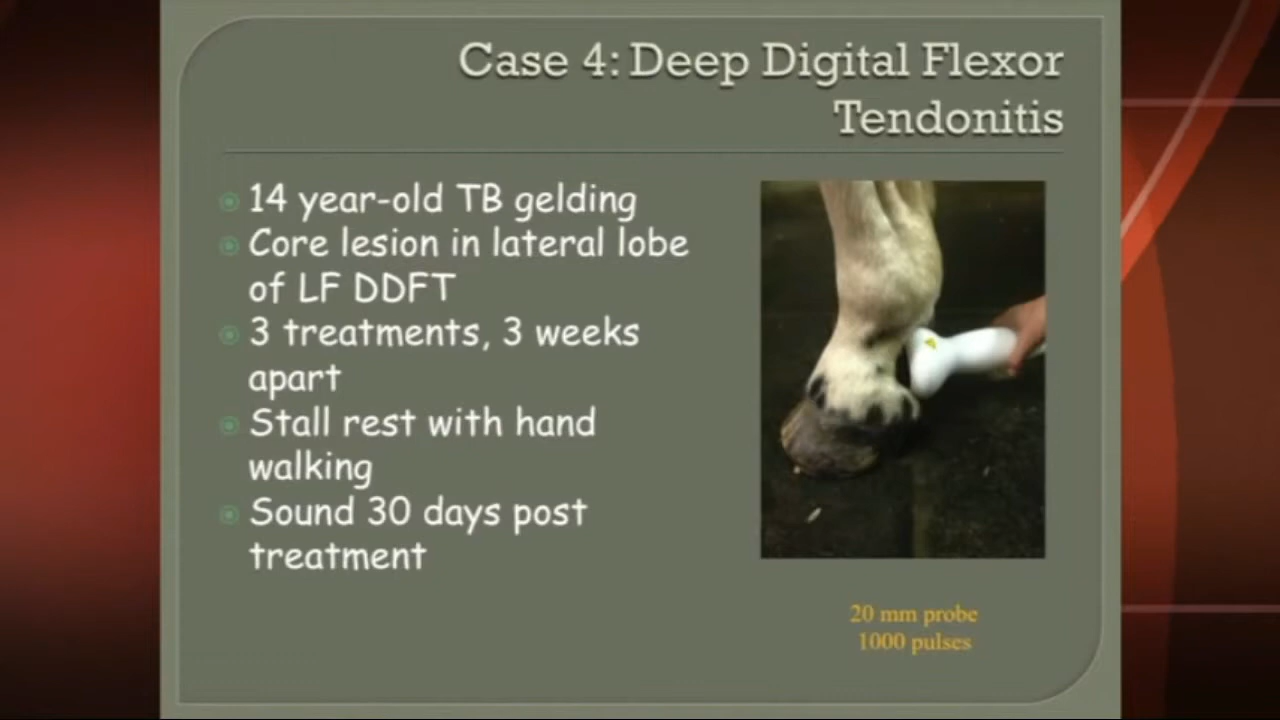 Case 4: Deep Digital Flexor
Tendonitis
14 year-old TB gelding
Core lesion in lateral lobe
of LF DDFT
3 treatments, 3 weeks
apart
Stall rest with hand
walking
Sound 30 days post
treatment
20 mm probe
1000 pulses